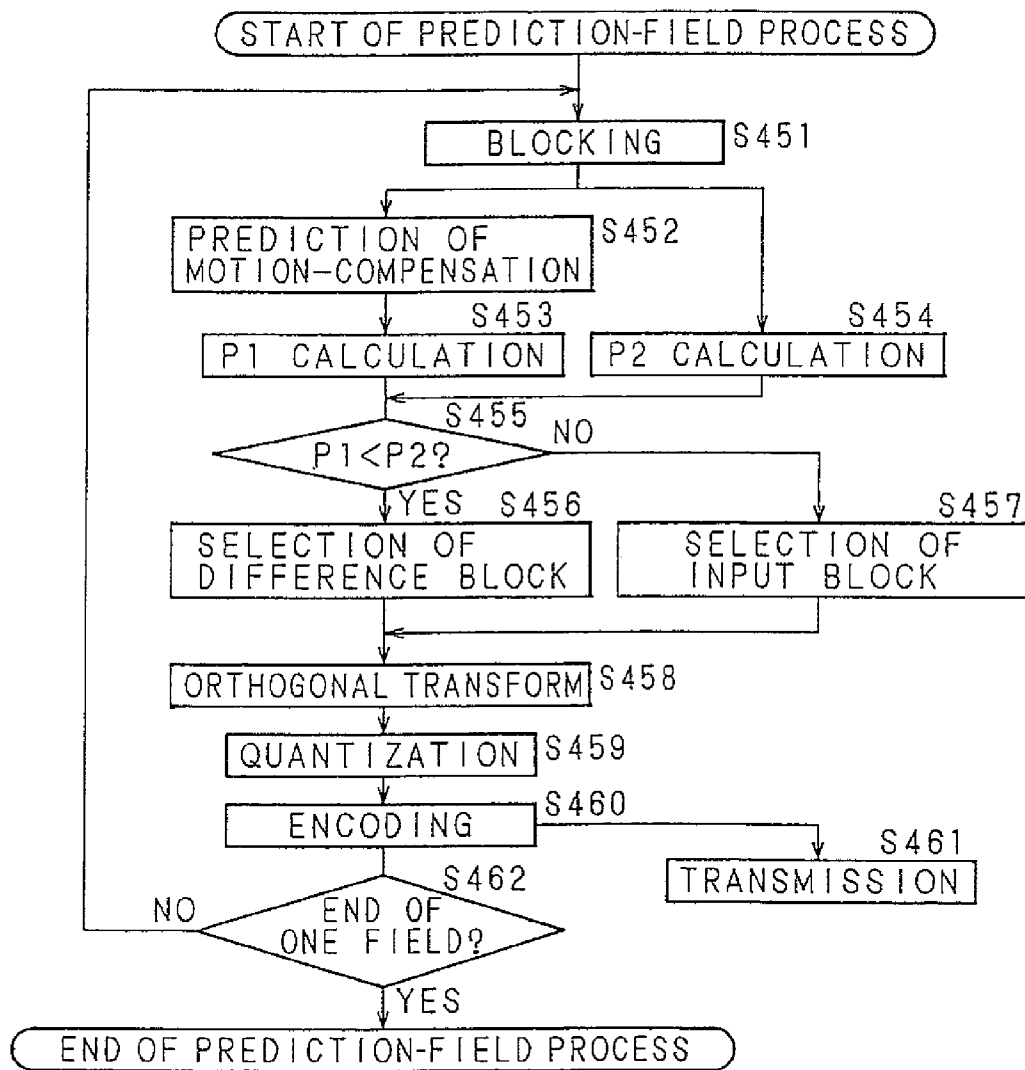 START OF PREDICTION-FIELD PROCESS
BLOCKING
S451
PREDICTION OF
MOTION-COMPENSATION
S452
S453
P1 CALCULATION
S454
P2 CALCULATION
S455
P1<P2?
NO
YES
S456
SELECTION OF
DIFFERENCE BLOCK
S457
SELECTION OF
INPUT BLOCK
ORTHOGONAL TRANSFORM
S458
QUANTIZATION
S459
ENCODING
S460
S461
TRANSMISSION
S462
NO
END OF
ONE FIELD?
YES
END OF PREDICTION-FIELD PROCESS